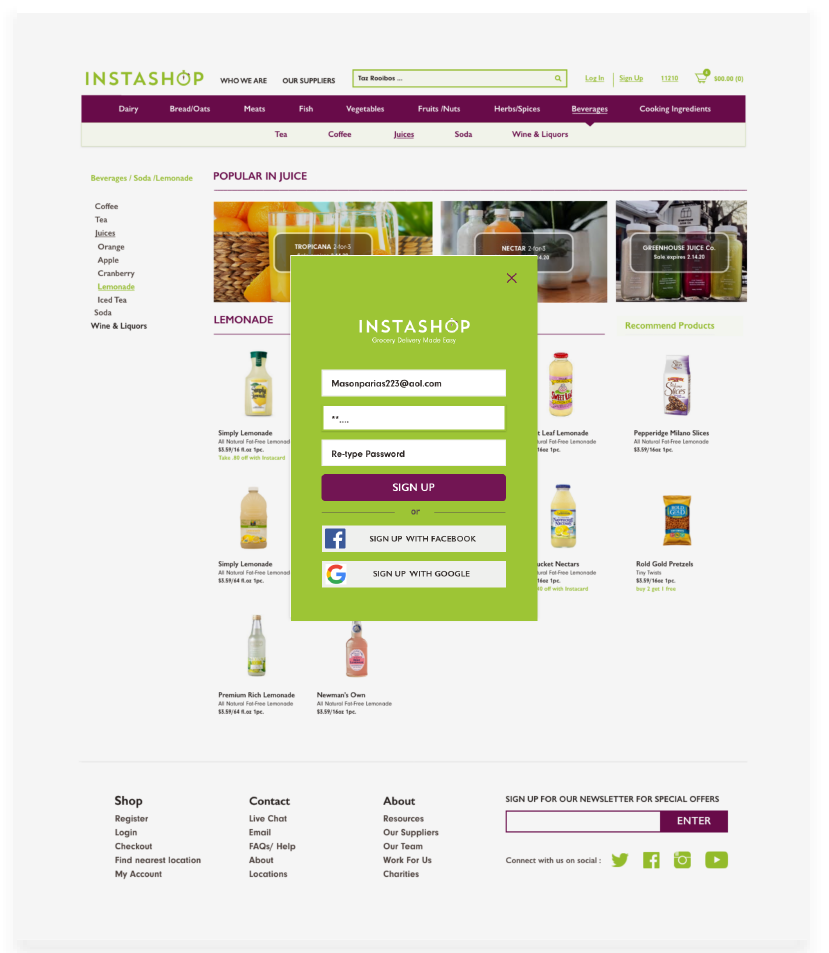 INSTASHOP WHO WE ARE OUR SUPPLIERS Taz Rooibos ... Log In Sign Up 11210 0 $00.00 (0)
Dairy Bread/Oats Meats Fish Vegetables Fruits /Nuts Herbs/Spices Beverages Cooking Ingredients
Tea Coffee Juices Soda Wine & Liquors
Beverages / Soda /Lemonade
Coffee
Tea
Juices
Orange
Apple
Cranberry
Lemonade
Iced Tea
Soda
Wine & Liquors
POPULAR IN JUICE
TROPICANA 2-for-5
NECTAR 2-for-5
GREENHOUSE JUICE Co.
Sale expires 2.14.20
LEMONADE
Recommend Products
INSTASHOP
Grocery Delivery Made Easy
Masonparias223@aol.com
**....
Re-type Password
SIGN UP
or
SIGN UP WITH FACEBOOK
SIGN UP WITH GOOGLE
Simply Lemonade
All Natural Fat-Free Lemonad
$3.59/16 fl.oz 1pc.
Take .80 off with Instacard
t Leaf Lemonade
ural Fat-Free Lemonade
16oz 1pc.
Pepperidge Milano Slices
All Natural Fat-Free Lemonade
$3.59/16oz 1pc.
Simply Lemonade
All Natural Fat-Free Lemonad
$3.59/64 fl.oz 1pc.
ucket Nectars
ural Fat-Free Lemonade
16oz 1pc.
80 off with Instacard
Rold Gold Pretzels
Tiny Twists
$3.59/16oz 1pc.
buy 2 get 1 free
Premium Rich Lemonade
All Natural Fat-Free Lemonade
$3.59/64 fl.oz 1pc.
Newman's Own
All Natural Fat-Free Lemonade
$3.59/16oz 1pc.
Shop
Register
Login
Checkout
Find nearest location
My Account
Contact
Live Chat
Email
FAQs/ Help
About
Locations
About
Resources
Our Suppliers
Our Team
Work For Us
Charities
SIGN UP FOR OUR NEWSLETTER FOR SPECIAL OFFERS
ENTER
Connect with us on social :